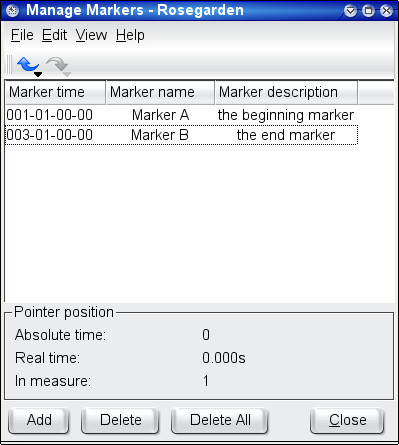 Manage Markers - Rosegarden
File Edit View Help
Marker time Marker name Marker description
001-01-00-00 Marker A the beginning marker
003-01-00-00 Marker B the end marker
Pointer position
Absolute time: 0
Real time: 0.000s
In measure: 1
Add Delete Delete All Close